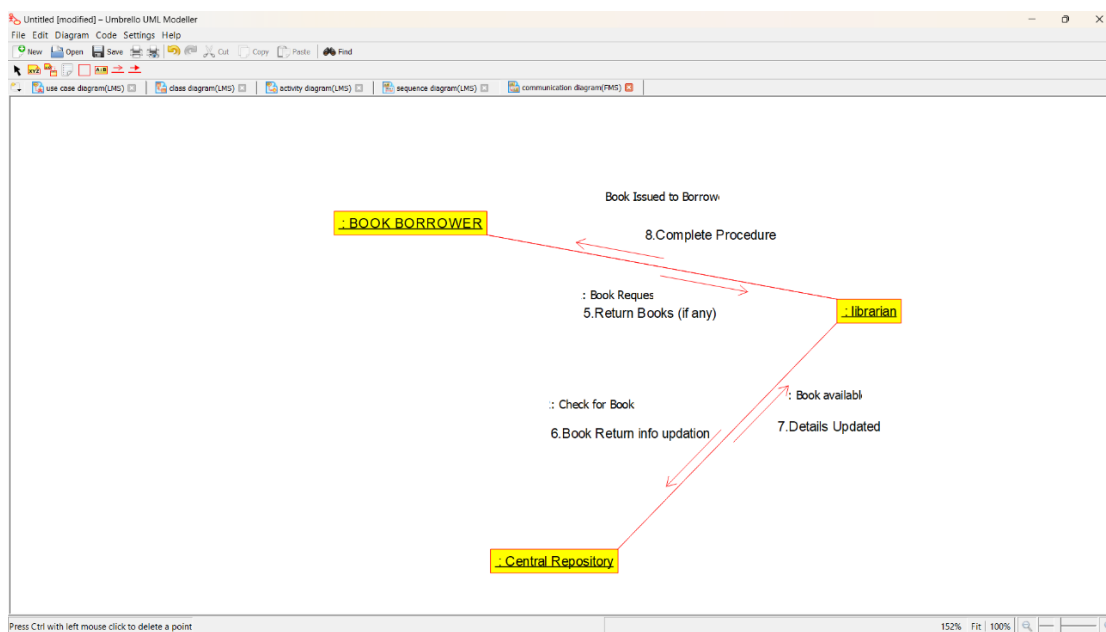 Untitled [modified] – Umbrello UML Modeller
File Edit Diagram Code Settings Help
New Open Save Cut Copy Paste Find
XYZ A:B
use case diagram(LMS) class diagram(LMS) activity diagram(LMS) sequence diagram(LMS) communication diagram(FMS)
Book Issued to Borrow
: BOOK BORROWER
8.Complete Procedure
: Book Reques
5.Return Books (if any)
: librarian
: Book availabl
:: Check for Book
7.Details Updated
6.Book Return info updation
: Central Repository
Press Ctrl with left mouse click to delete a point
152% Fit 100%